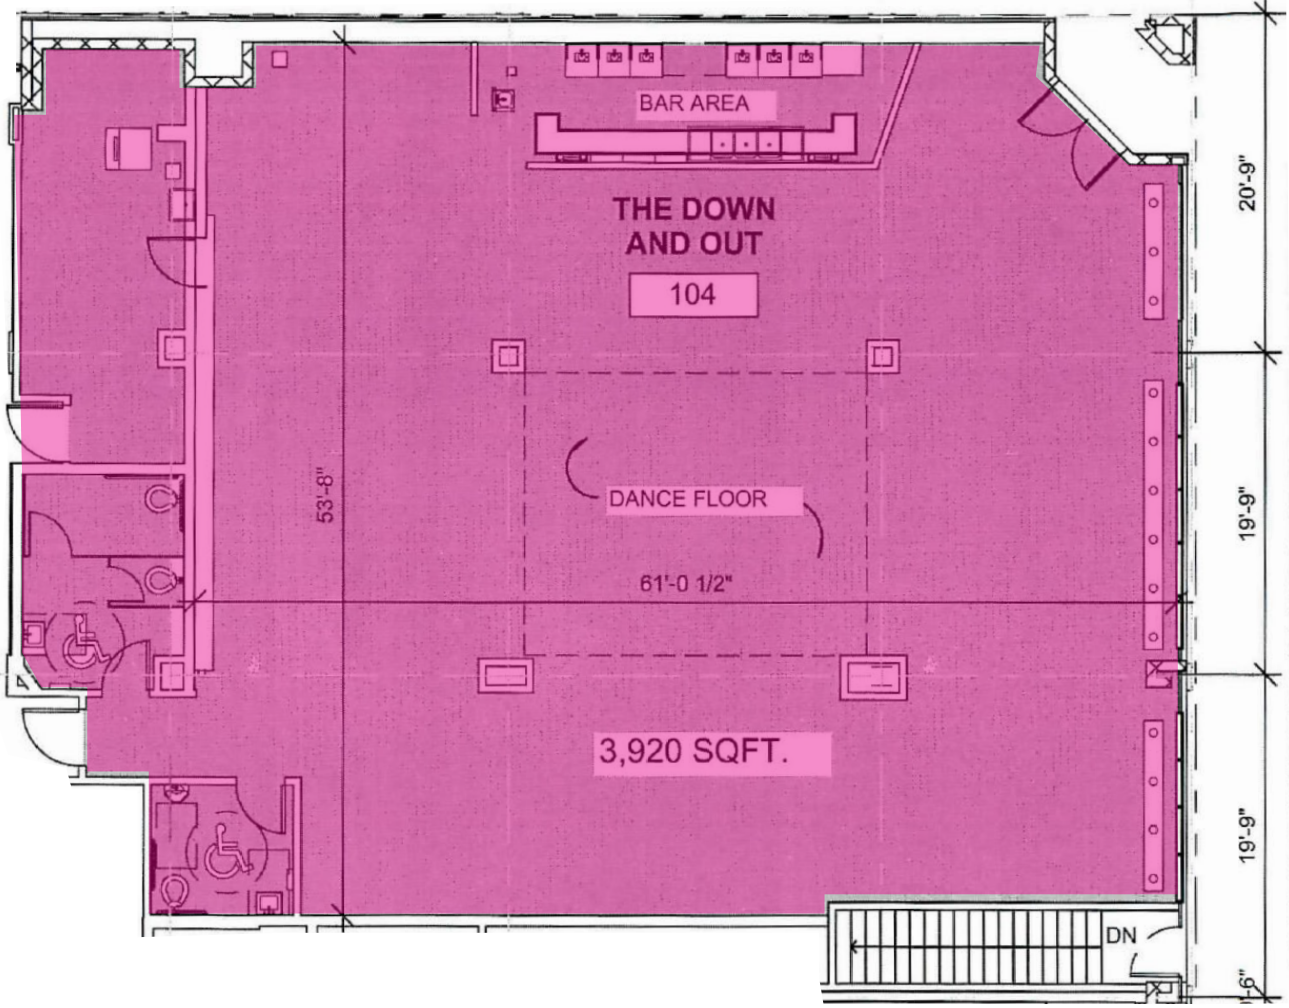 BAR AREA
THE DOWN
AND OUT
104
20'-9"
53'-8"
DANCE FLOOR
19'-9"
61'-0 1/2"
3,920 SQFT.
19'-9"
DN